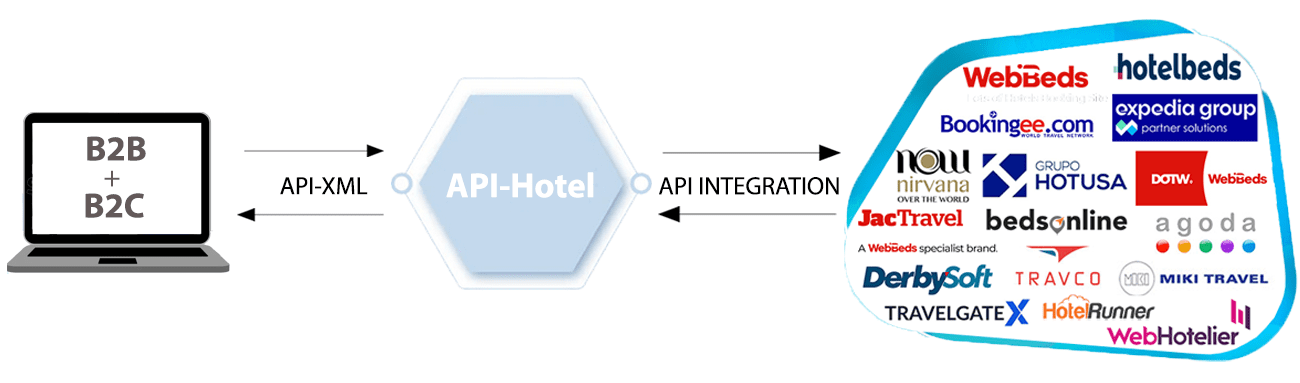 B2B
+
B2C
API-XML
API-Hotel
API INTEGRATION
WebBeds
hotelbeds
Bookingee.com
WORLD TRAVEL NETWORK
expedia group
partner solutions
now
nirvana
OVER THE WORLD
GRUPO
HOTUSA
DOTW.
WebBeds
JacTravel
A WebBeds specialist brand.
bedsonline
agoda
DerbySoft
TRAVCO
MIKI
MIKI TRAVEL
TRAVELGATE X
HotelRunner
WebHotelier